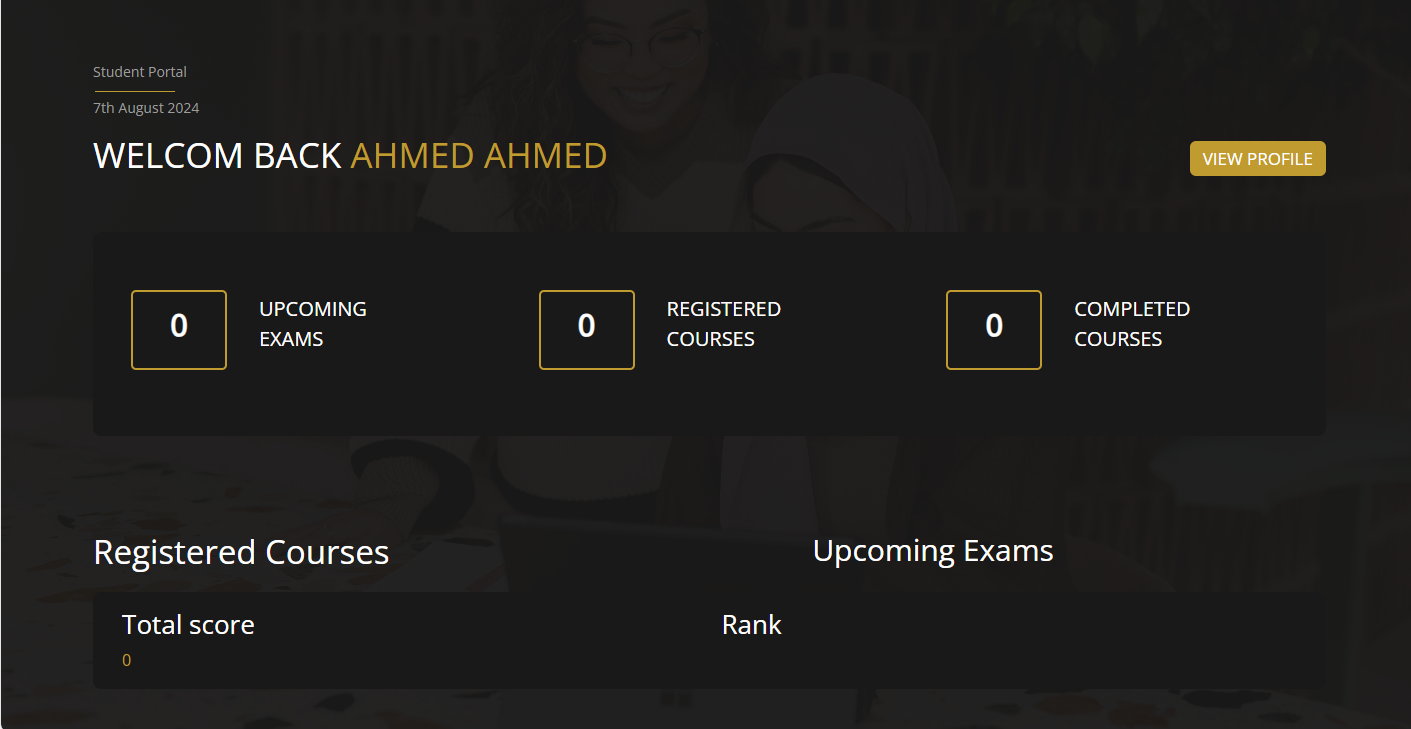 Student Portal
7th August 2024
WELCOM BACK AHMED AHMED
VIEW PROFILE
0
UPCOMING
EXAMS
0
REGISTERED
COURSES
0
COMPLETED
COURSES
Registered Courses
Upcoming Exams
Total score
0
Rank